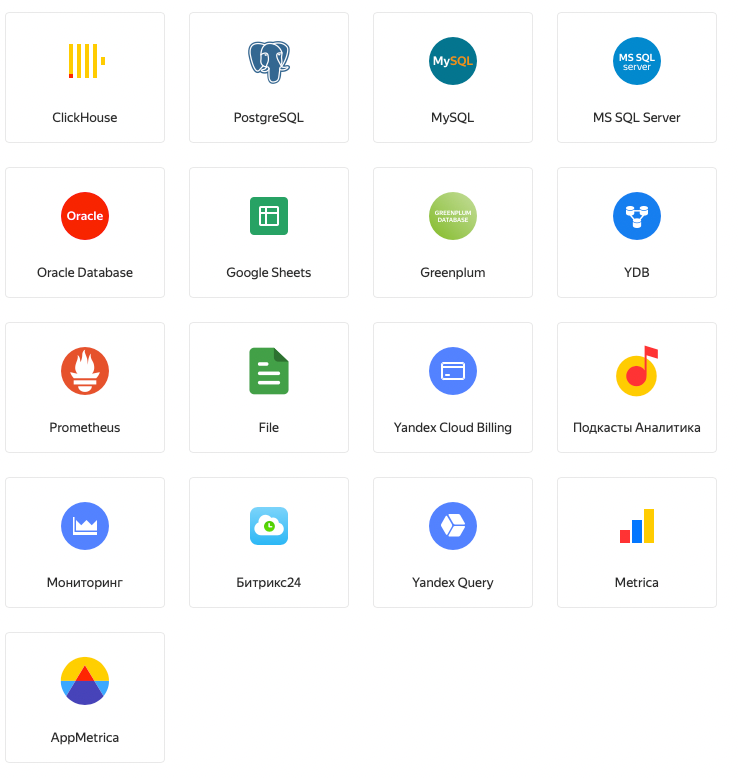 MySQL
MS SQL
server
ClickHouse
PostgreSQL
MySQL
MS SQL Server
Oracle
GREENPLUM
DATABASE
Oracle Database
Google Sheets
Greenplum
YDB
Prometheus
File
Yandex Cloud Billing
Подкасты Аналитика
Мониторинг
Битрикс24
Yandex Query
Metrica
AppMetrica